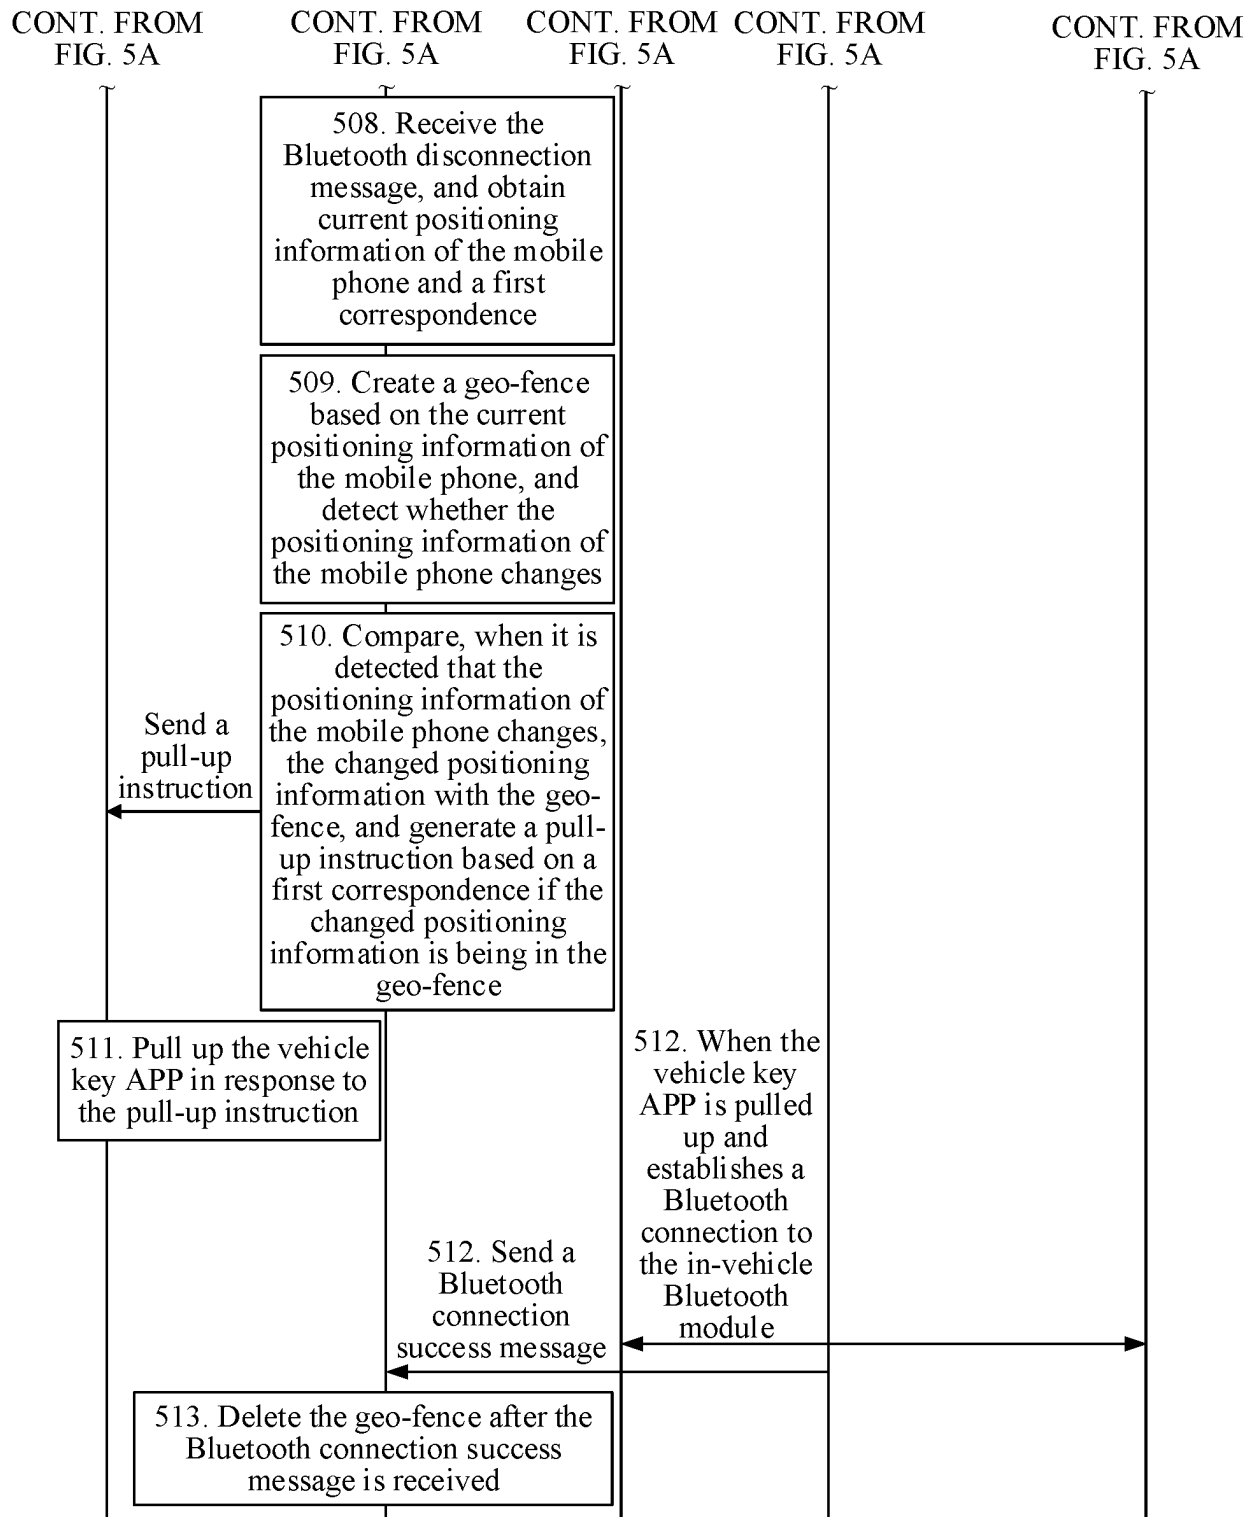 CONT. FROM
FIG. 5A
CONT. FROM
FIG. 5A
CONT. FROM
FIG. 5A
CONT. FROM
FIG. 5A
CONT. FROM
FIG. 5A
508. Receive the
Bluetooth disconnection
message, and obtain
current positioning
information of the mobile
phone and a first
correspondence
509. Create a geo-fence
based on the current
positioning information of
the mobile phone, and
detect whether the
positioning information of
the mobile phone changes
510. Compare, when it is
detected that the
positioning information of
the mobile phone changes,
the changed positioning
information with the geo-
fence, and generate a pull-
up instruction based on a
first correspondence if the
changed positioning
information is being in the
geo-fence
Send a
pull-up
instruction
511. Pull up the vehicle
key APP in response to
the pull-up instruction
512. When the
vehicle key
APP is pulled
up and
establishes a
Bluetooth
connection to
the in-vehicle
Bluetooth
module
512. Send a
Bluetooth
connection
success message
513. Delete the geo-fence after the
Bluetooth connection success
message is received